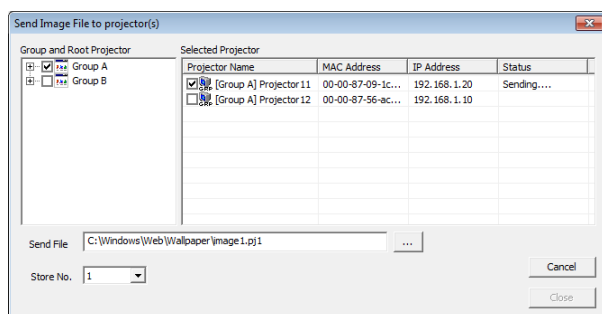 Send Image File to projector(s)
Group and Root Projector
Selected Projector
Group A
Group B
Projector Name MAC Address IP Address Status
[Group A] Projector11 00-00-87-09-1c... 192.168.1.20 Sending....
[Group A] Projector12 00-00-87-56-ac... 192.168.1.10
Send File C:\Windows\Web\Wallpaper\image1.pj1 ...
Store No. 1
Cancel
Close